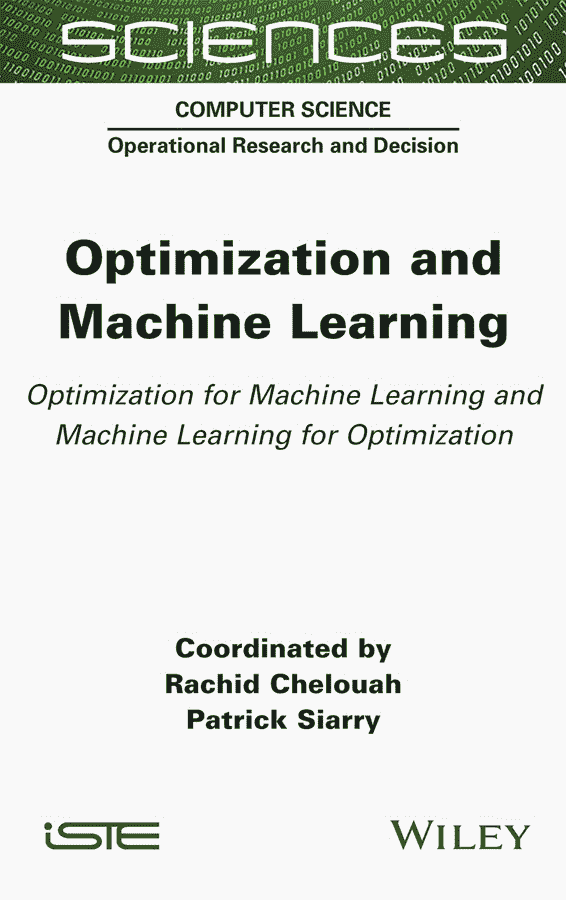 SCIENCES
COMPUTER SCIENCE
Operational Research and Decision
Optimization and
Machine Learning
Optimization for Machine Learning and
Machine Learning for Optimization
Coordinated by
Rachid Chelouah
Patrick Siarry
iSTE
WILEY